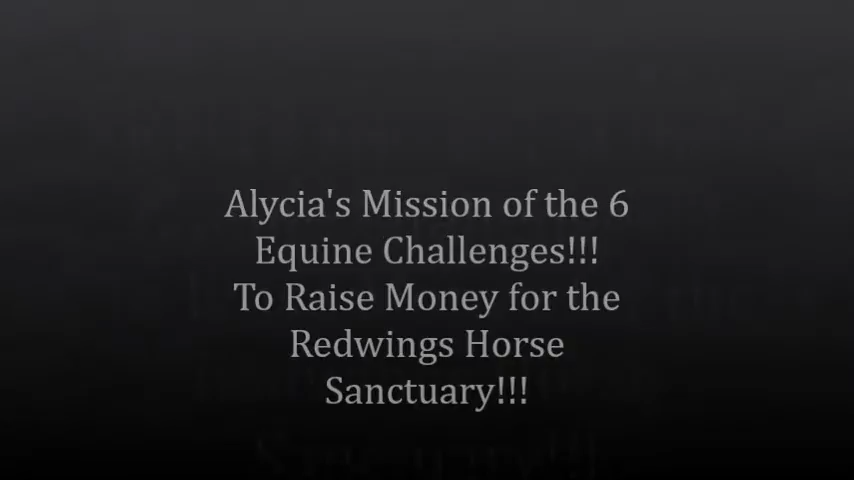 Alycia's Mission of the 6
Equine Challenges!!!
To Raise Money for the
Redwings Horse
Sanctuary!!!